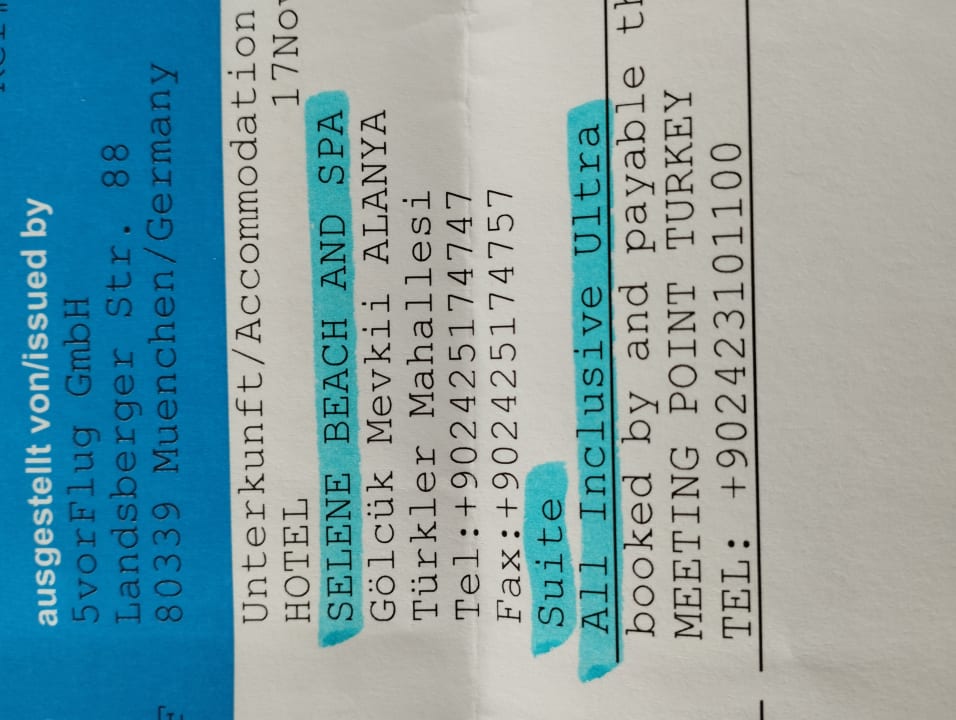 ausgestellt von/issued by
5vorFlug GmbH
Landsberger Str. 88
80339 Muenchen/Germany
Unterkunft/Accommodation
HOTEL 17Nov
SELENE BEACH AND SPA
Gölcük Mevkii ALANYA
Türkler Mahallesi
Tel:+902425174747
Fax:+902425174757
Suite
All Inclusive Ultra
booked by and payable th
MEETING POINT TURKEY
TEL: +902423101100